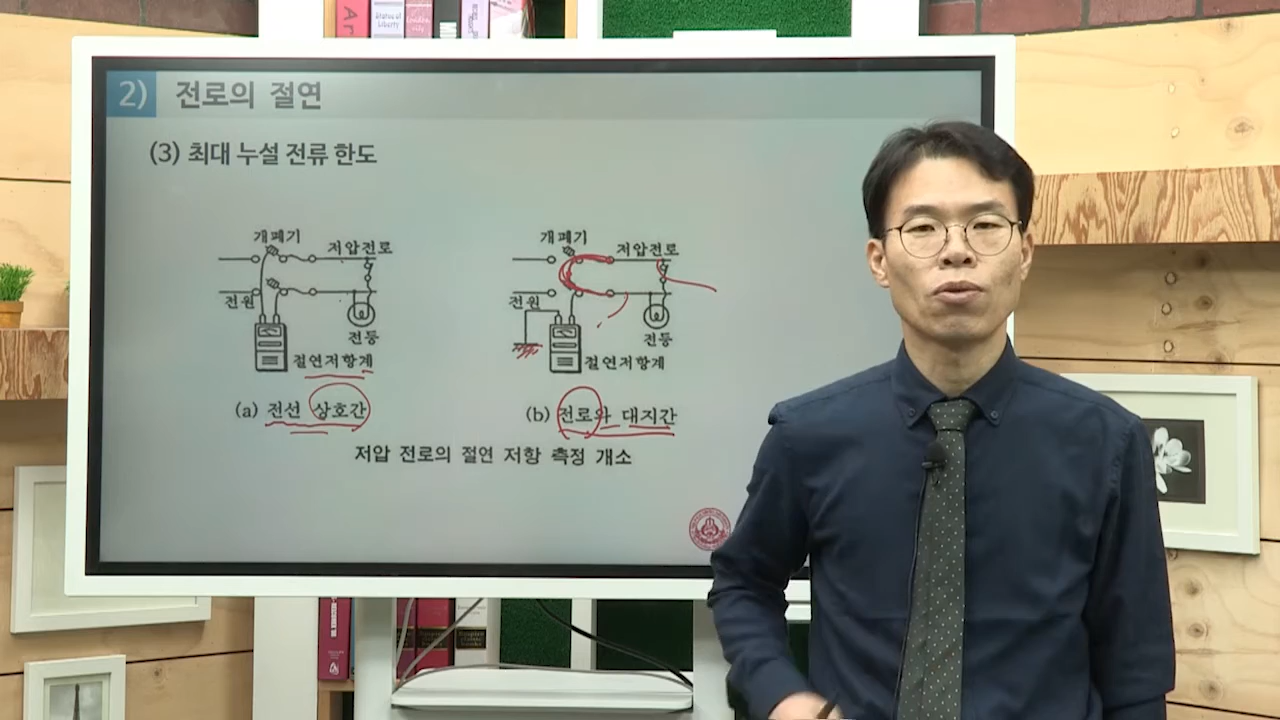 Status of
Liberty
2) 전로의 절연
(3) 최대 누설 전류 한도
개폐기
저압전로
전원
전등
절연저항계
(a) 전선 상호간
개폐기
저압전로
전원
전등
절연저항계
(b) 전로와 대지간
저압 전로의 절연 저항 측정 개소